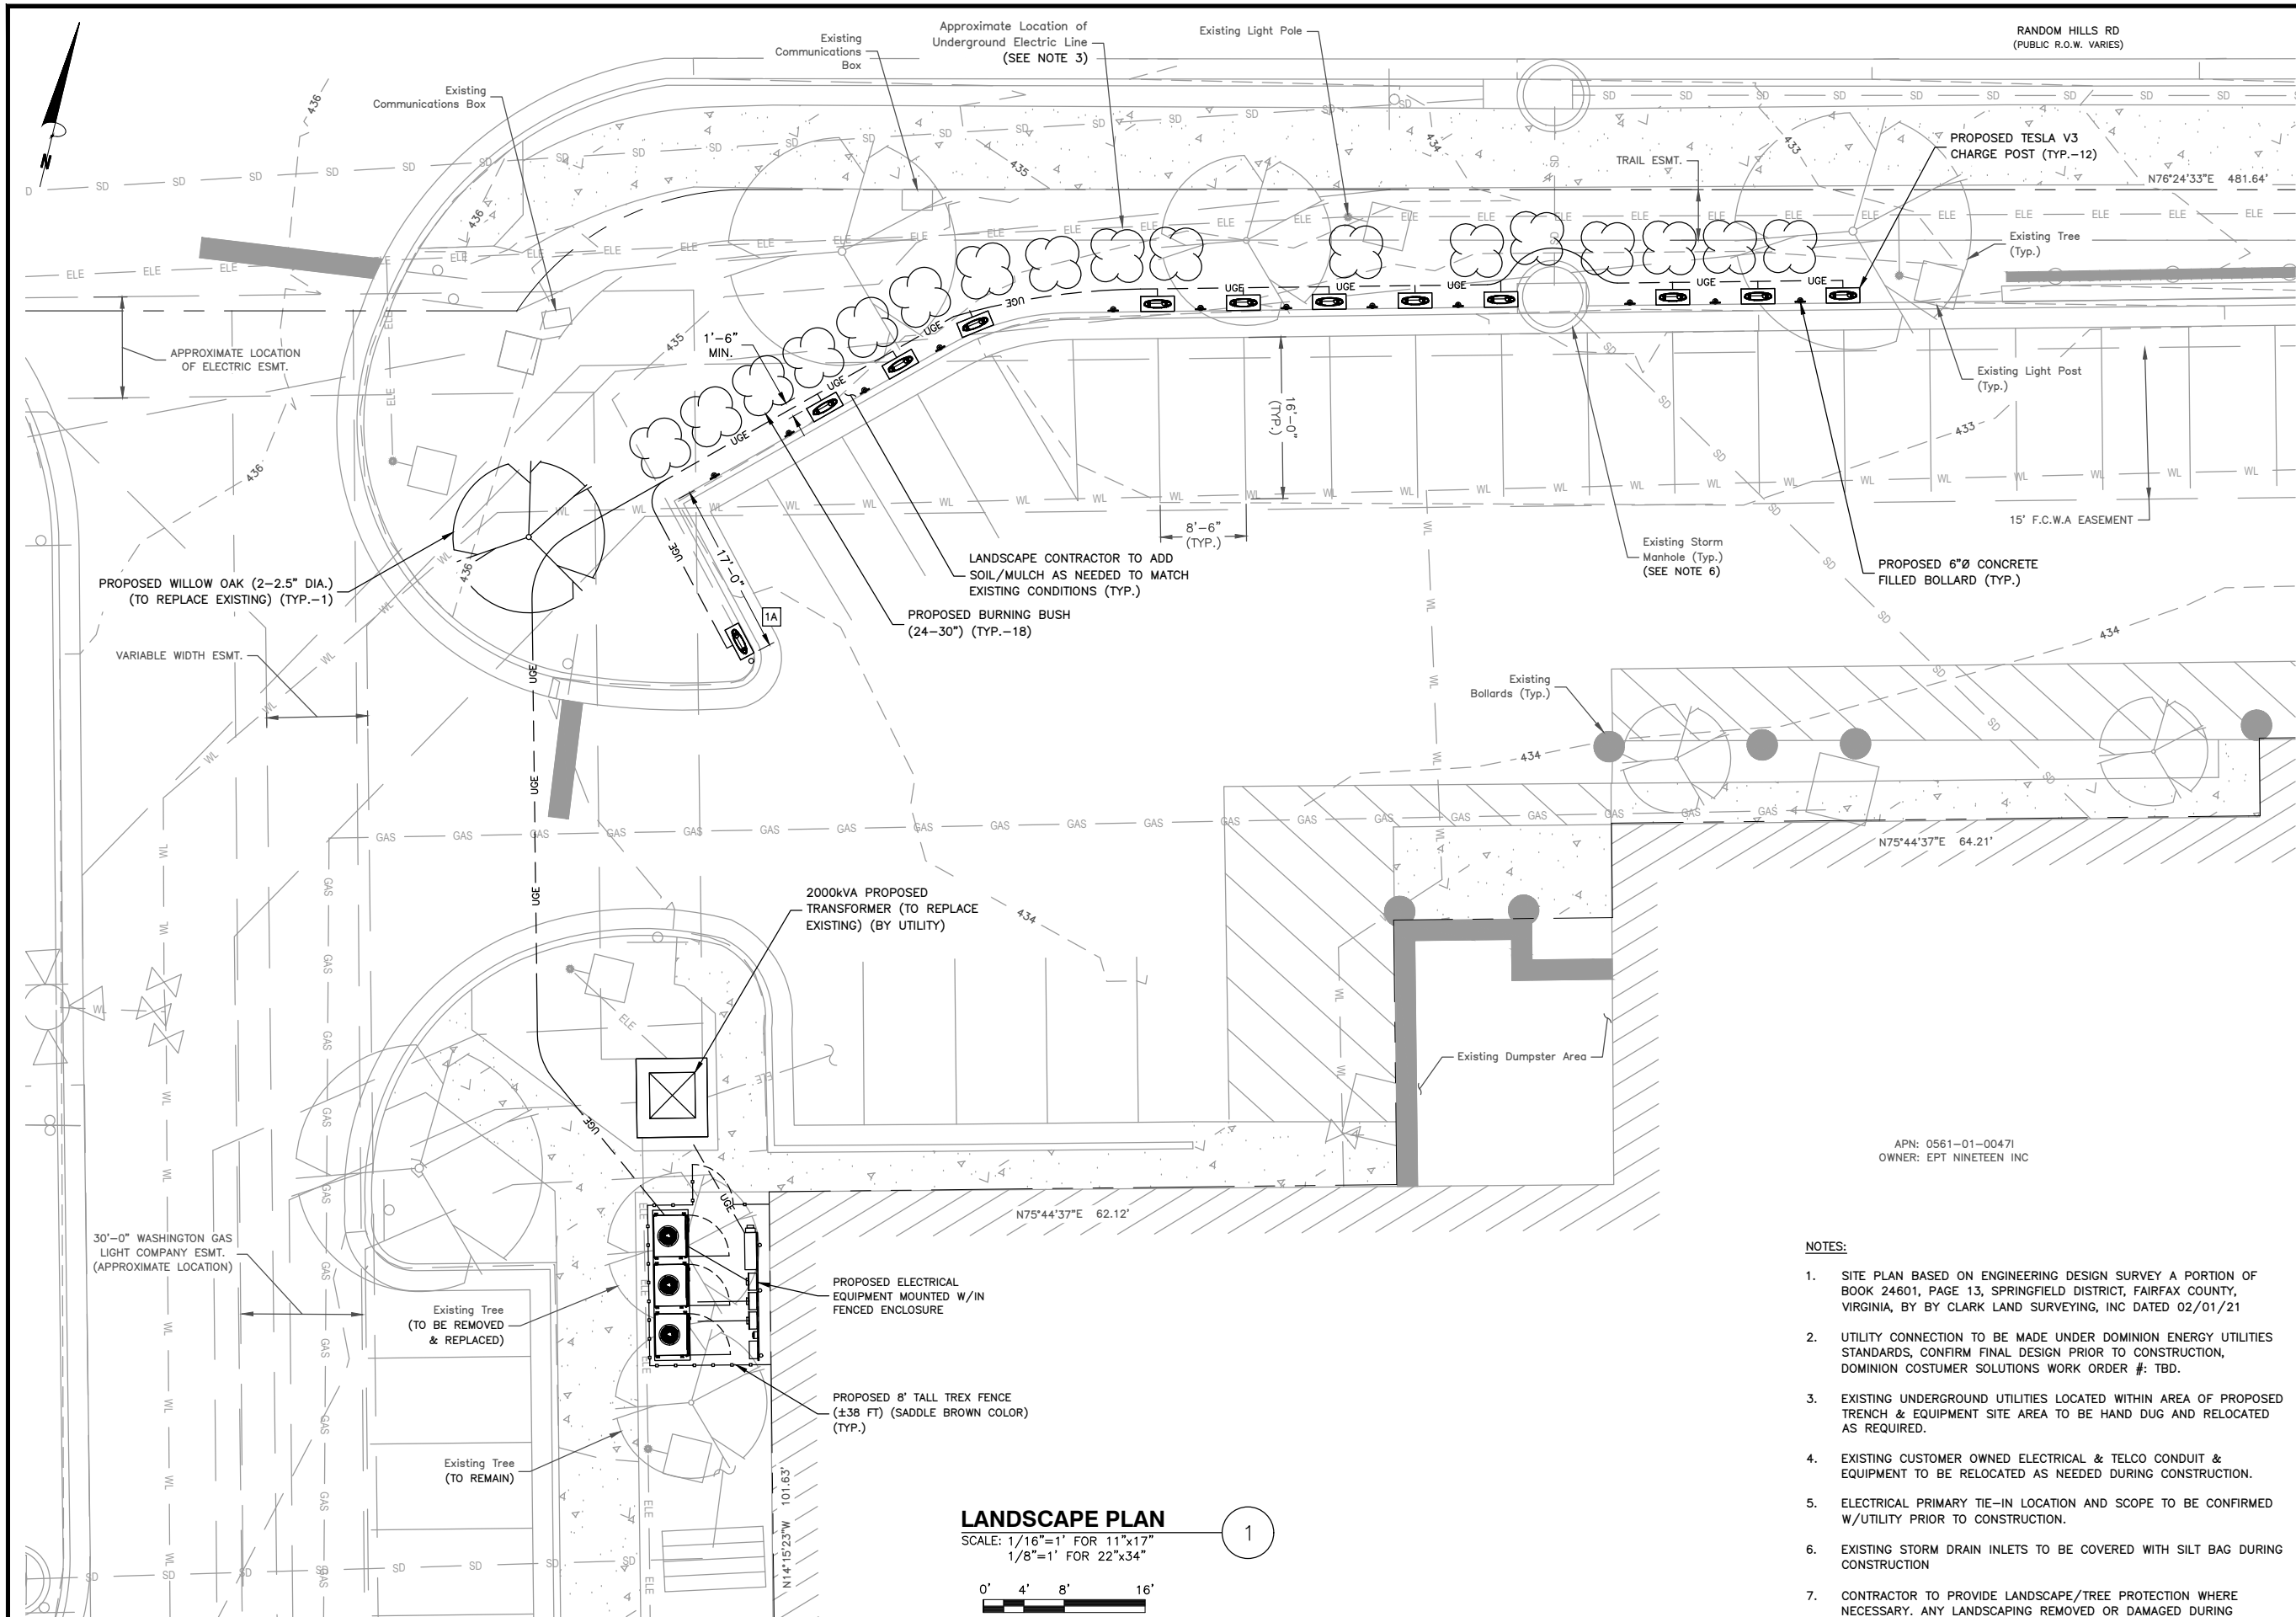 RANDOM HILLS RD
(PUBLIC R.O.W. VARIES)
Existing
Communications
Box
Approximate Location of
Underground Electric Line
(SEE NOTE 3)
Existing Light Pole
Existing
Communications Box
PROPOSED TESLA V3
CHARGE POST (TYP.-12)
TRAIL ESMT.
N76°24'33"E 481.64'
Existing Tree
(Typ.)
N
APPROXIMATE LOCATION
OF ELECTRIC ESMT.
1'-6"
MIN.
16'-0"
(TYP.)
Existing Light Post
(Typ.)
8'-6"
(TYP.)
15' F.C.W.A EASEMENT
17'-0"
1A
LANDSCAPE CONTRACTOR TO ADD
SOIL/MULCH AS NEEDED TO MATCH
EXISTING CONDITIONS (TYP.)
Existing Storm
Manhole (Typ.)
(SEE NOTE 6)
PROPOSED 6"Ø CONCRETE
FILLED BOLLARD (TYP.)
PROPOSED WILLOW OAK (2-2.5" DIA.)
(TO REPLACE EXISTING) (TYP.-1)
PROPOSED BURNING BUSH
(24-30") (TYP.-18)
VARIABLE WIDTH ESMT.
Existing
Bollards (Typ.)
436
436
436
436
435
435
434
433
433
434
434
434
SD
ELE
UGE
WL
GAS
N75°44'37"E 64.21'
2000kVA PROPOSED
TRANSFORMER (TO REPLACE
EXISTING) (BY UTILITY)
Existing Dumpster Area
APN: 0561-01-0047I
OWNER: EPT NINETEEN INC
N75°44'37"E 62.12'
30'-0" WASHINGTON GAS
LIGHT COMPANY ESMT.
(APPROXIMATE LOCATION)
PROPOSED ELECTRICAL
EQUIPMENT MOUNTED W/IN
FENCED ENCLOSURE
Existing Tree
(TO BE REMOVED
& REPLACED)
PROPOSED 8' TALL TREX FENCE
(±38 FT) (SADDLE BROWN COLOR)
(TYP.)
Existing Tree
(TO REMAIN)
N14°15'23"W 101.63'
LANDSCAPE PLAN
SCALE: 1/16"=1' FOR 11"x17"
1/8"=1' FOR 22"x34"
1
0' 4' 8' 16'
NOTES:
1. SITE PLAN BASED ON ENGINEERING DESIGN SURVEY A PORTION OF
BOOK 24601, PAGE 13, SPRINGFIELD DISTRICT, FAIRFAX COUNTY,
VIRGINIA, BY BY CLARK LAND SURVEYING, INC DATED 02/01/21
2. UTILITY CONNECTION TO BE MADE UNDER DOMINION ENERGY UTILITIES
STANDARDS, CONFIRM FINAL DESIGN PRIOR TO CONSTRUCTION,
DOMINION COSTUMER SOLUTIONS WORK ORDER #: TBD.
3. EXISTING UNDERGROUND UTILITIES LOCATED WITHIN AREA OF PROPOSED
TRENCH & EQUIPMENT SITE AREA TO BE HAND DUG AND RELOCATED
AS REQUIRED.
4. EXISTING CUSTOMER OWNED ELECTRICAL & TELCO CONDUIT &
EQUIPMENT TO BE RELOCATED AS NEEDED DURING CONSTRUCTION.
5. ELECTRICAL PRIMARY TIE-IN LOCATION AND SCOPE TO BE CONFIRMED
W/UTILITY PRIOR TO CONSTRUCTION.
6. EXISTING STORM DRAIN INLETS TO BE COVERED WITH SILT BAG DURING
CONSTRUCTION
7. CONTRACTOR TO PROVIDE LANDSCAPE/TREE PROTECTION WHERE
NECESSARY. ANY LANDSCAPING REMOVED OR DAMAGED DURING